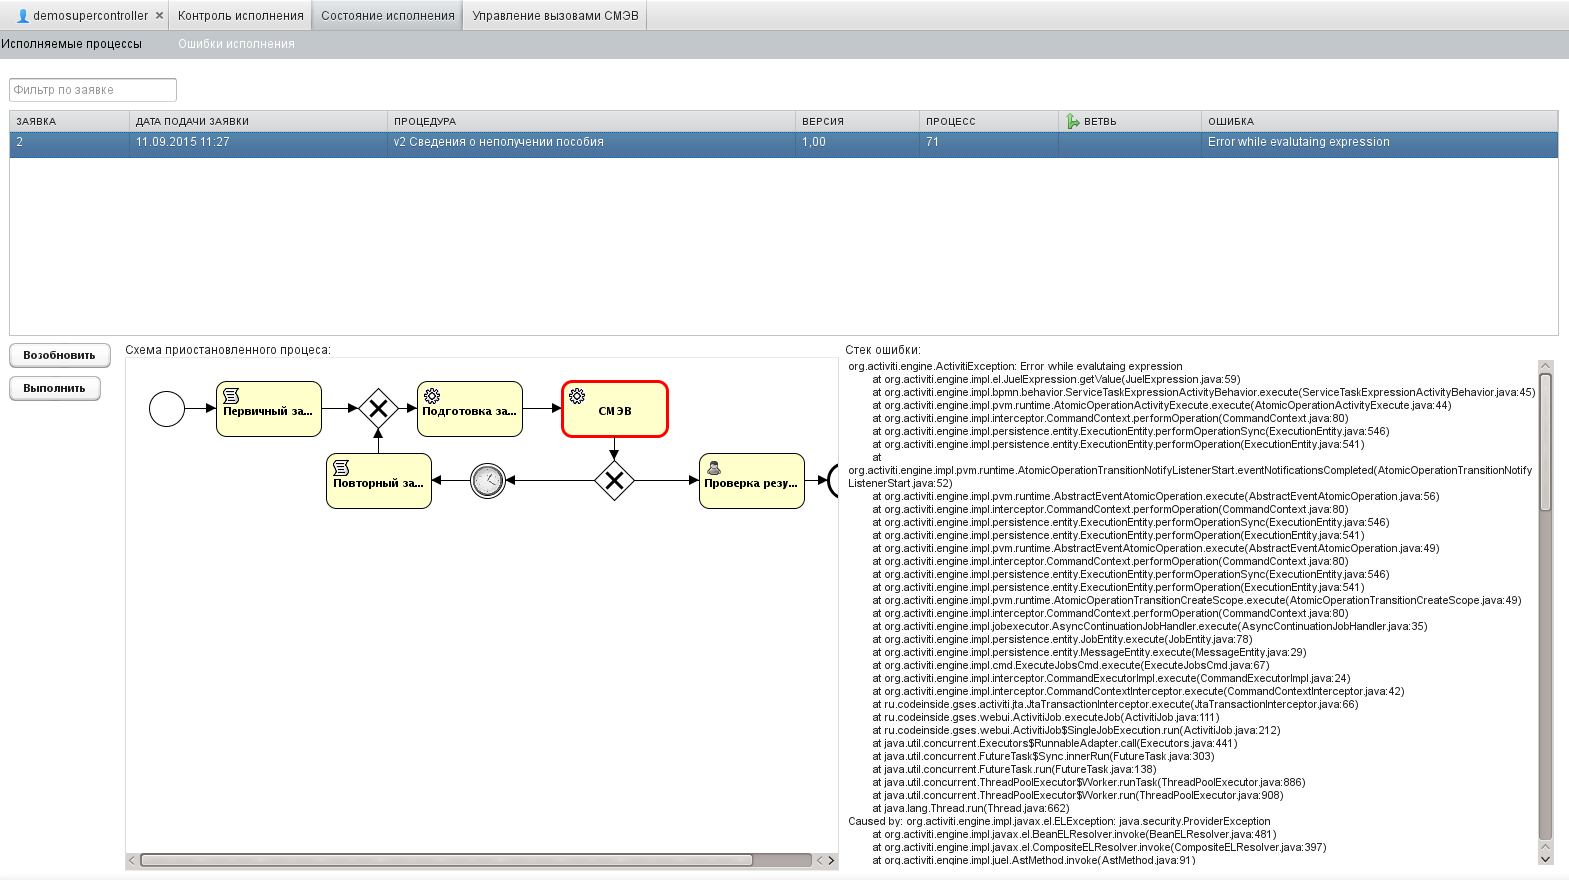 demosupercontroller × Контроль исполнения Состояние исполнения Управление вызовами СМЭВ
Исполняемые процессы Ошибки исполнения
Фильтр по заявке
ЗАЯВКА ДАТА ПОДАЧИ ЗАЯВКИ ПРОЦЕДУРА ВЕРСИЯ ПРОЦЕСС ВЕТВЬ ОШИБКА
2 11.09.2015 11:27 v2 Сведения о неполучении пособия 1,00 71 Error while evalutaing expression
Возобновить
Выполнить
Схема приостановленного процеса:
Первичный за...
Подготовка за...
СМЭВ
Повторный за...
Проверка резу...
Стек ошибки:
org.activiti.engine.ActivitiException: Error while evalutaing expression
at org.activiti.engine.impl.el.JuelExpression.getValue(JuelExpression.java:59)
at org.activiti.engine.impl.bpmn.behavior.ServiceTaskExpressionActivityBehavior.execute(ServiceTaskExpressionActivityBehavior.java:45)
at org.activiti.engine.impl.pvm.runtime.AtomicOperationActivityExecute.execute(AtomicOperationActivityExecute.java:44)
at org.activiti.engine.impl.interceptor.CommandContext.performOperation(CommandContext.java:80)
at org.activiti.engine.impl.persistence.entity.ExecutionEntity.performOperationSync(ExecutionEntity.java:546)
at org.activiti.engine.impl.persistence.entity.ExecutionEntity.performOperation(ExecutionEntity.java:541)
at
org.activiti.engine.impl.pvm.runtime.AtomicOperationTransitionNotifyListenerStart.eventNotificationsCompleted(AtomicOperationTransitionNotify
ListenerStart.java:52)
at org.activiti.engine.impl.pvm.runtime.AbstractEventAtomicOperation.execute(AbstractEventAtomicOperation.java:56)
at org.activiti.engine.impl.interceptor.CommandContext.performOperation(CommandContext.java:80)
at org.activiti.engine.impl.persistence.entity.ExecutionEntity.performOperationSync(ExecutionEntity.java:546)
at org.activiti.engine.impl.persistence.entity.ExecutionEntity.performOperation(ExecutionEntity.java:541)
at org.activiti.engine.impl.pvm.runtime.AbstractEventAtomicOperation.execute(AbstractEventAtomicOperation.java:49)
at org.activiti.engine.impl.interceptor.CommandContext.performOperation(CommandContext.java:80)
at org.activiti.engine.impl.persistence.entity.ExecutionEntity.performOperationSync(ExecutionEntity.java:546)
at org.activiti.engine.impl.persistence.entity.ExecutionEntity.performOperation(ExecutionEntity.java:541)
at org.activiti.engine.impl.pvm.runtime.AtomicOperationTransitionCreateScope.execute(AtomicOperationTransitionCreateScope.java:49)
at org.activiti.engine.impl.interceptor.CommandContext.performOperation(CommandContext.java:80)
at org.activiti.engine.impl.jobexecutor.AsyncContinuationJobHandler.execute(AsyncContinuationJobHandler.java:35)
at org.activiti.engine.impl.persistence.entity.JobEntity.execute(JobEntity.java:78)
at org.activiti.engine.impl.persistence.entity.MessageEntity.execute(MessageEntity.java:29)
at org.activiti.engine.impl.cmd.ExecuteJobsCmd.execute(ExecuteJobsCmd.java:67)
at org.activiti.engine.impl.interceptor.CommandExecutorImpl.execute(CommandExecutorImpl.java:24)
at org.activiti.engine.impl.interceptor.CommandContextInterceptor.execute(CommandContextInterceptor.java:42)
at ru.codeinside.gses.activiti.jta.JtaTransactionInterceptor.execute(JtaTransactionInterceptor.java:66)
at ru.codeinside.gses.webui.ActivitiJob.executeJob(ActivitiJob.java:111)
at ru.codeinside.gses.webui.ActivitiJob$SingleJobExecution.run(ActivitiJob.java:212)
at java.util.concurrent.Executors$RunnableAdapter.call(Executors.java:441)
at java.util.concurrent.FutureTask$Sync.innerRun(FutureTask.java:303)
at java.util.concurrent.FutureTask.run(FutureTask.java:138)
at java.util.concurrent.ThreadPoolExecutor$Worker.runTask(ThreadPoolExecutor.java:886)
at java.util.concurrent.ThreadPoolExecutor$Worker.run(ThreadPoolExecutor.java:908)
at java.lang.Thread.run(Thread.java:662)
Caused by: org.activiti.engine.impl.javax.el.ELException: java.security.ProviderException
at org.activiti.engine.impl.javax.el.BeanELResolver.invoke(BeanELResolver.java:481)
at org.activiti.engine.impl.javax.el.CompositeELResolver.invoke(CompositeELResolver.java:397)
at org.activiti.engine.impl.juel.AstMethod.invoke(AstMethod.java:91)